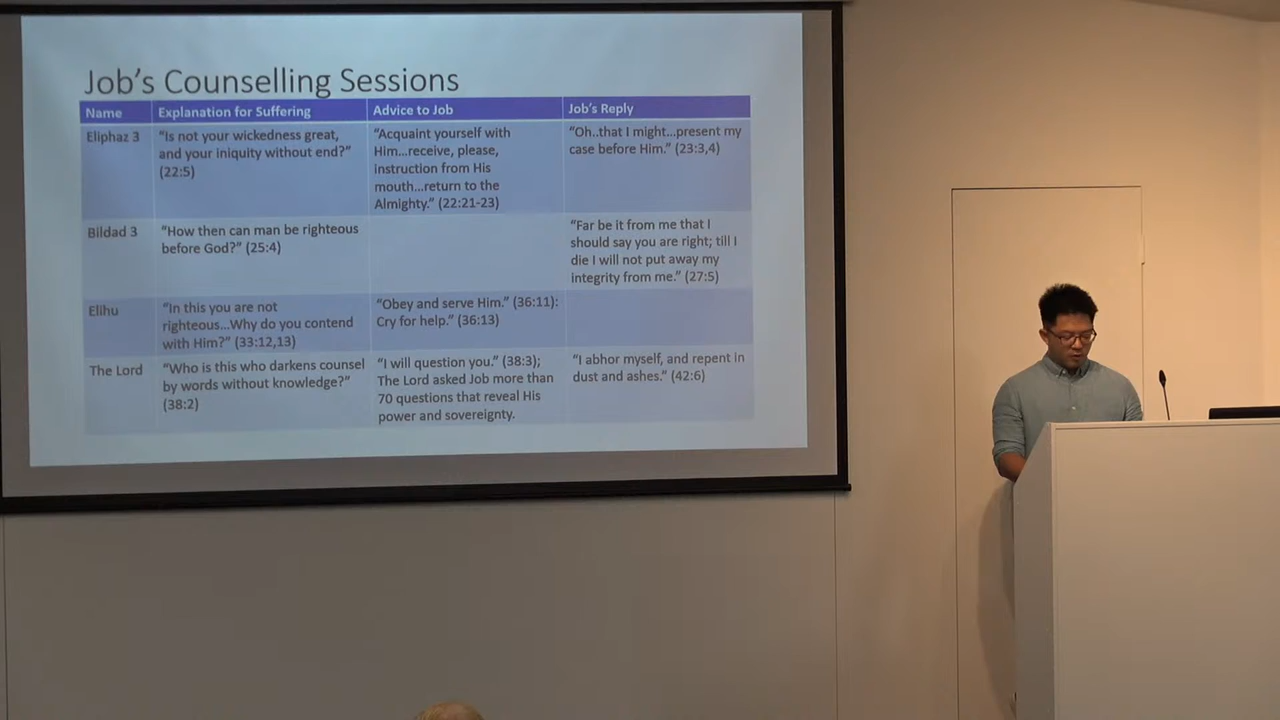 Job's Counselling Sessions
Name Explanation for Suffering Advice to Job Job's Reply
Eliphaz 3
"Is not your wickedness great,
and your iniquity without end?"
(22:5)
"Acquaint yourself with
Him...receive, please,
instruction from His
mouth...return to the
Almighty." (22:21-23)
"Oh..that I might...present my
case before Him." (23:3,4)
Bildad 3
"How then can man be righteous
before God?" (25:4)
"Far be it from me that I
should say you are right; till I
die I will not put away my
integrity from me." (27:5)
Elihu
"In this you are not
righteous...Why do you contend
with Him?" (33:12,13)
"Obey and serve Him." (36:11):
Cry for help." (36:13)
The Lord
"Who is this who darkens counsel
by words without knowledge?"
(38:2)
"I will question you." (38:3);
The Lord asked Job more than
70 questions that reveal His
power and sovereignty.
"I abhor myself, and repent in
dust and ashes." (42:6)